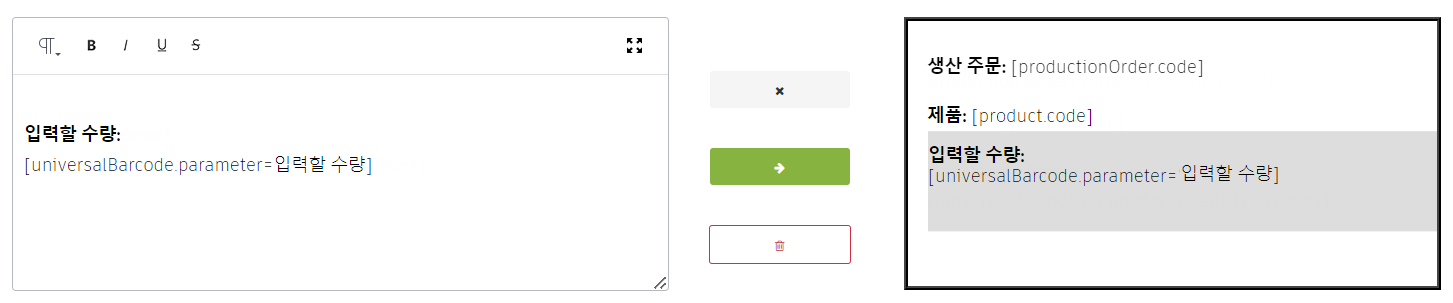 B I U S
입력할 수량:
[universalBarcode.parameter=입력할 수량]
생산 주문: [productionOrder.code]
제품: [product.code]
입력할 수량:
[universalBarcode.parameter= 입력할 수량]